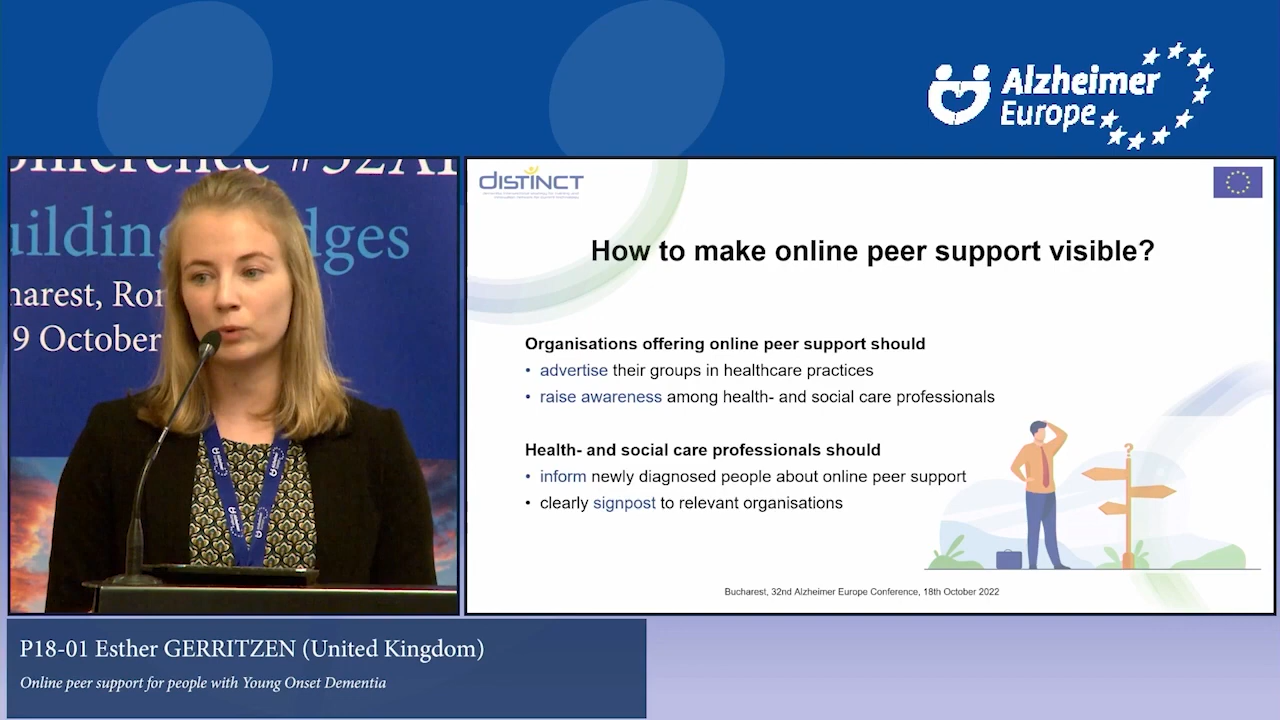 Alzheimer
Europe
onference #32AE
uilding dges
harest, Ror
9 October
DISTINCT
How to make online peer support visible?
Organisations offering online peer support should
• advertise their groups in healthcare practices
• raise awareness among health- and social care professionals
Health- and social care professionals should
• inform newly diagnosed people about online peer support
• clearly signpost to relevant organisations
?
Bucharest, 32nd Alzheimer Europe Conference, 18th October 2022
P18-01 Esther GERRITZEN (United Kingdom)
Online peer support for people with Young Onset Dementia